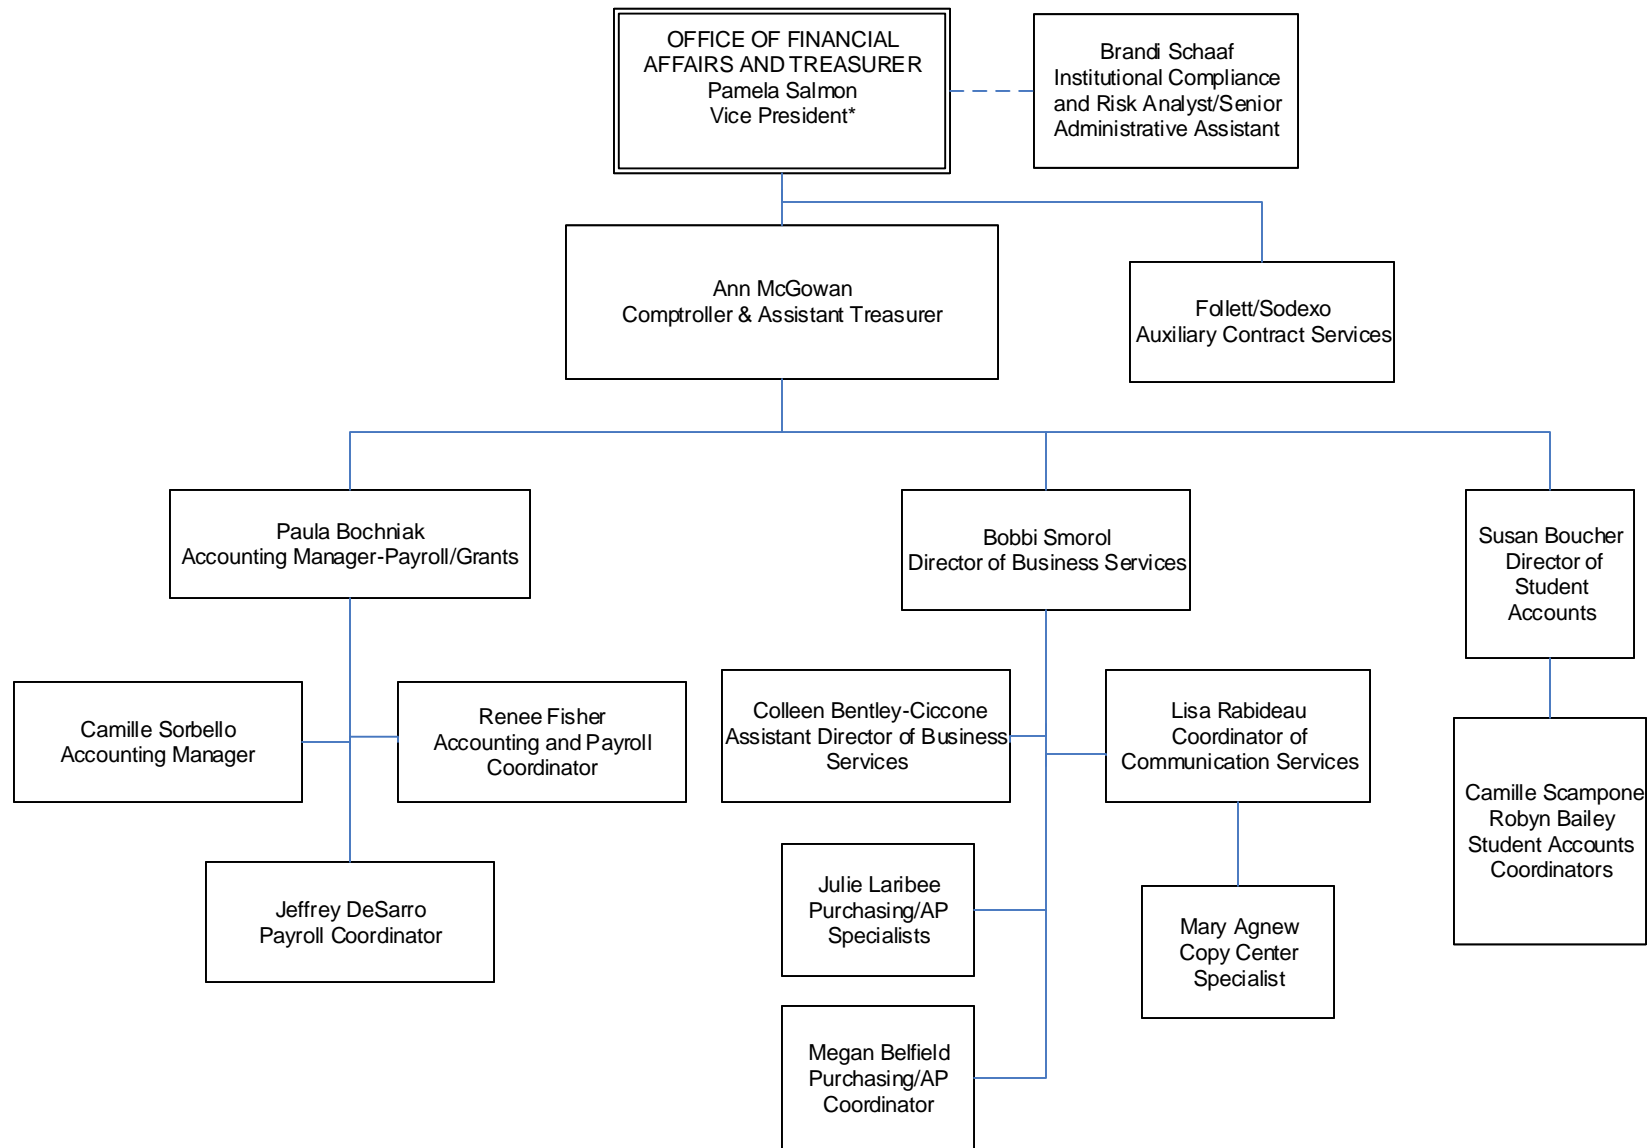 OFFICE OF FINANCIAL
AFFAIRS AND TREASURER
Pamela Salmon
Vice President*
Brandi Schaaf
Institutional Compliance
and Risk Analyst/Senior
Administrative Assistant
Ann McGowan
Comptroller & Assistant Treasurer
Follett/Sodexo
Auxiliary Contract Services
Paula Bochniak
Accounting Manager-Payroll/Grants
Bobbi Smorol
Director of Business Services
Susan Boucher
Director of
Student
Accounts
Camille Sorbello
Accounting Manager
Renee Fisher
Accounting and Payroll
Coordinator
Jeffrey DeSarro
Payroll Coordinator
Colleen Bentley-Ciccone
Assistant Director of Business
Services
Lisa Rabideau
Coordinator of
Communication Services
Julie Laribee
Purchasing/AP
Specialists
Mary Agnew
Copy Center
Specialist
Megan Belfield
Purchasing/AP
Coordinator
Camille Scampone
Robyn Bailey
Student Accounts
Coordinators